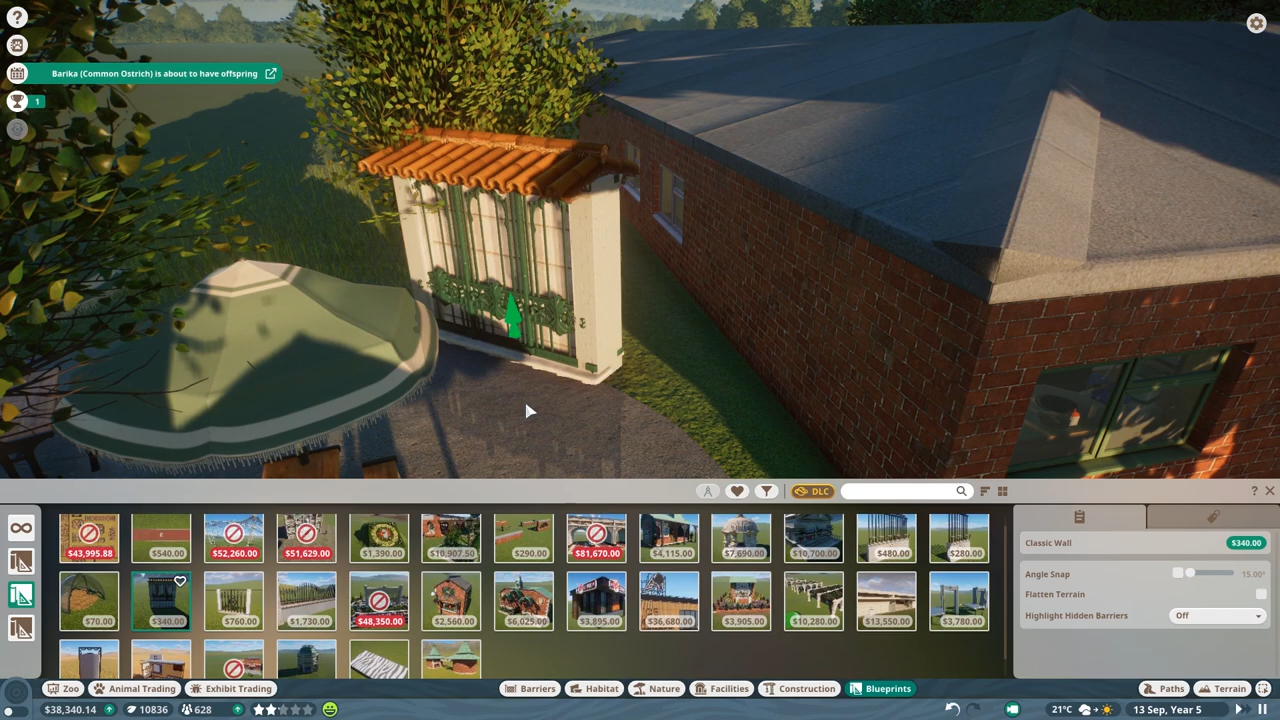 ?
Barika (Common Ostrich) is about to have offspring
1
DLC
?
$43,995.88
$540.00
$52,260.00
$51,629.00
$1,390.00
$10,907.50
$290.00
$81,670.00
$4,115.00
$7,690.00
$10,700.00
$480.00
$280.00
Classic Wall
$340.00
Angle Snap
15.00°
Flatten Terrain
Highlight Hidden Barriers
Off
$70.00
$340.00
$760.00
$1,730.00
$48,350.00
$2,560.00
$6,025.00
$3,895.00
$36,680.00
$3,905.00
$10,280.00
$13,550.00
$3,780.00
Zoo
Animal Trading
Exhibit Trading
Barriers
Habitat
Nature
Facilities
Construction
Blueprints
Paths
Terrain
$38,340.14
10836
628
21°C
13 Sep, Year 5